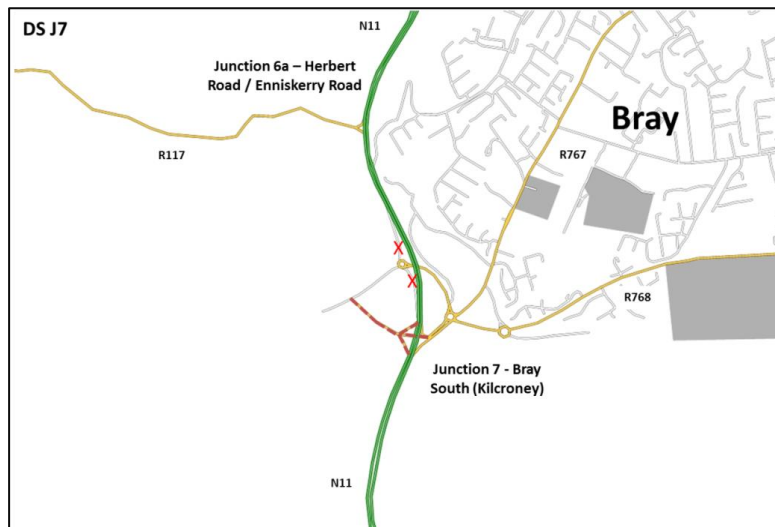 DS J7
N11
Junction 6a – Herbert
Road / Enniskerry Road
Bray
R117
R767
X
X
R768
Junction 7 - Bray
South (Kilcroney)
N11